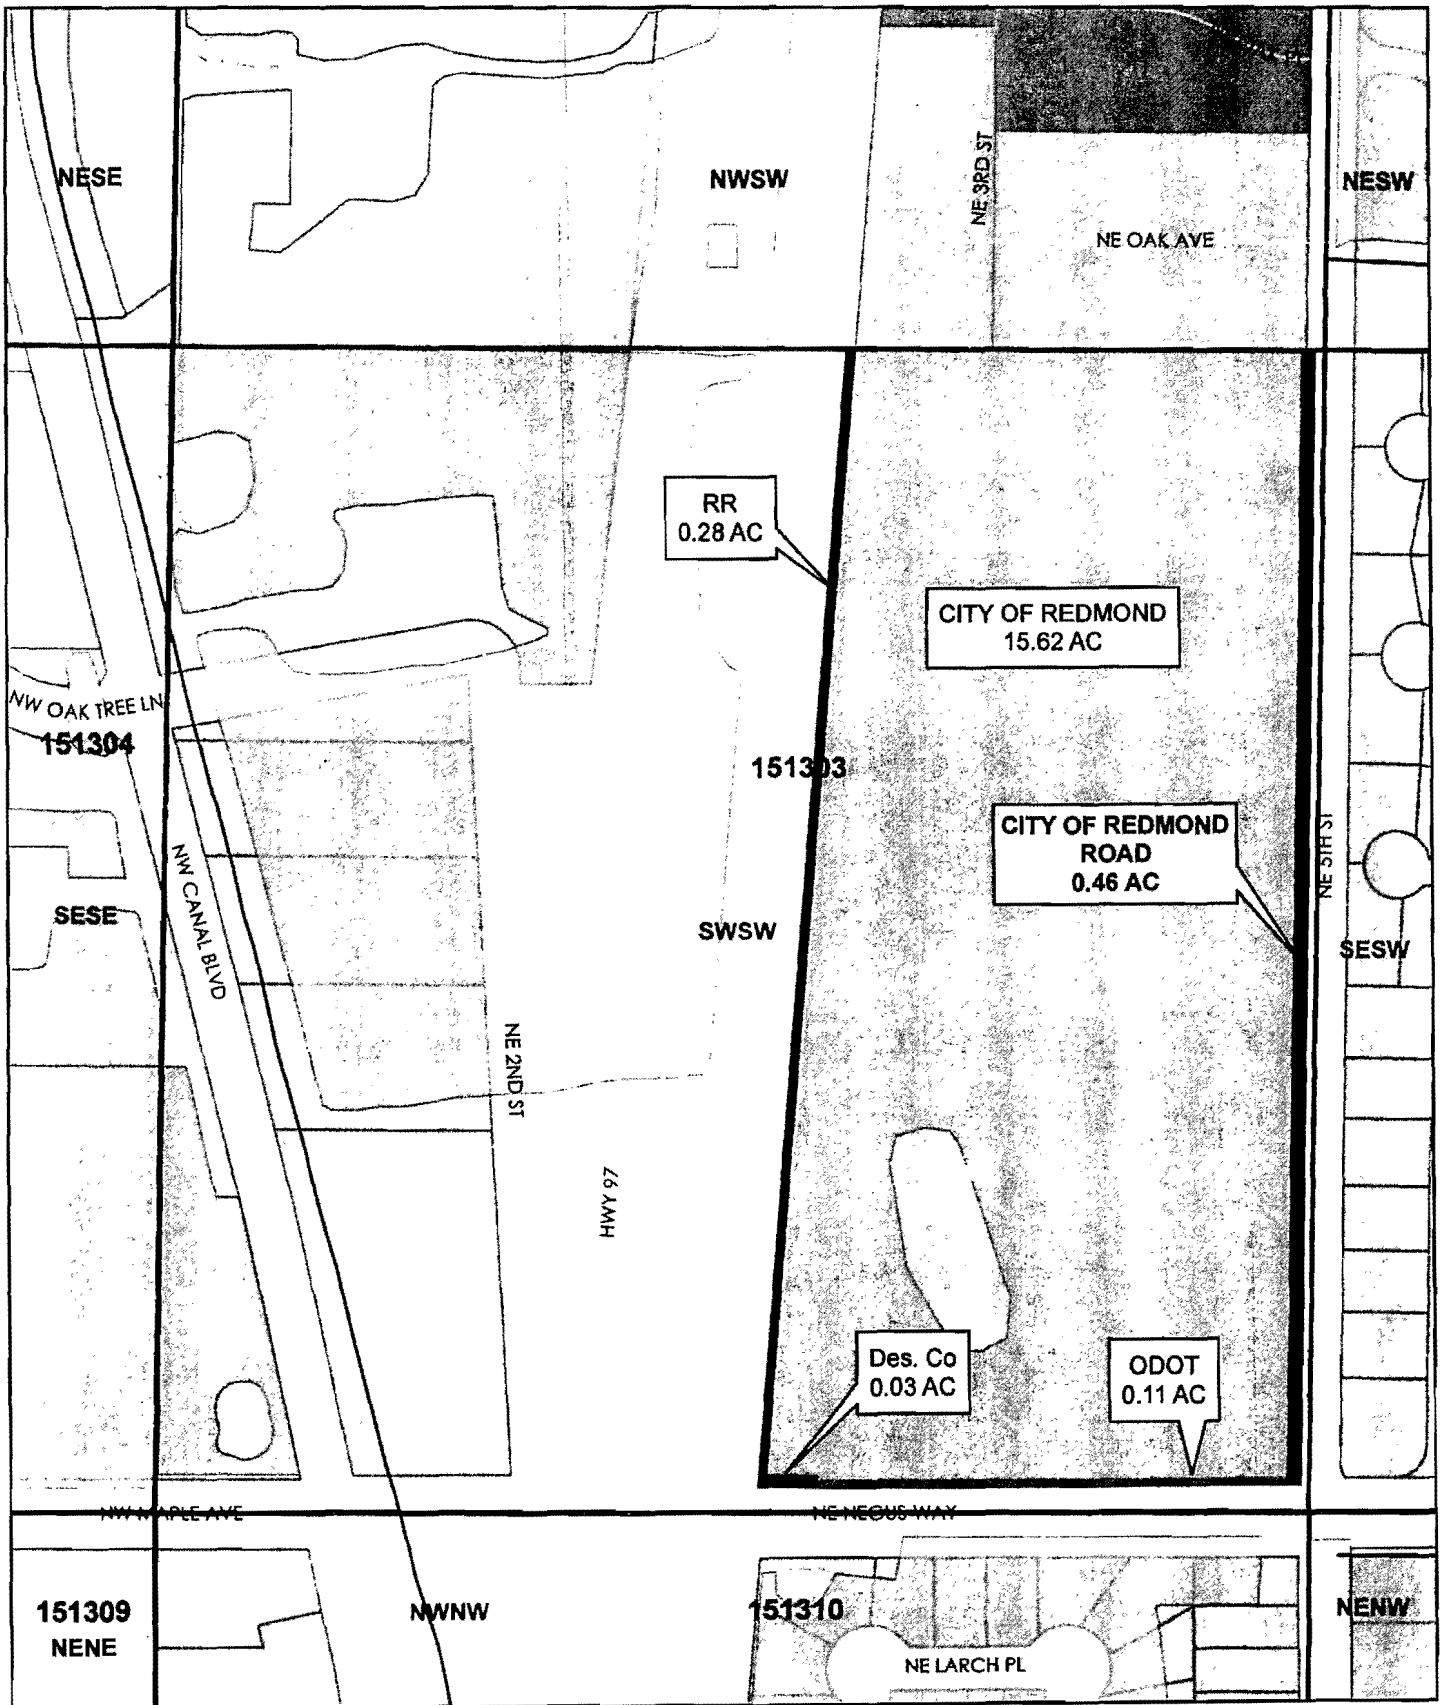 NESE
NWSW
NE 3RD ST
NE OAK AVE
NESW
RR
0.28 AC
CITY OF REDMOND
15.62 AC
NW OAK TREE LN
151304
151303
CITY OF REDMOND
ROAD
0.46 AC
NE 5TH ST
NW CANAL BLVD
SESE
SWSW
SESW
NE 2ND ST
HWY 97
Des. Co
0.03 AC
ODOT
0.11 AC
NW MAPLE AVE
NE NEGUS WAY
151309
NENE
NWNW
151310
NENW
NE LARCH PL